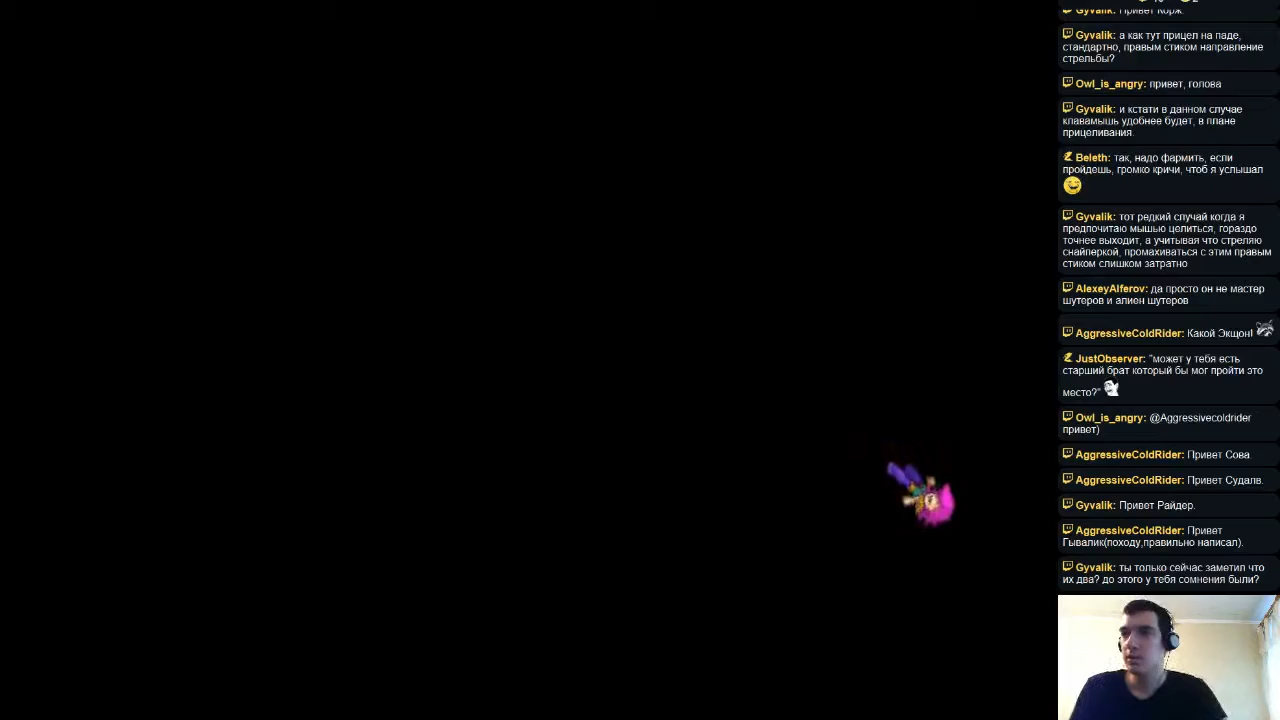 Gyvalik: Привет Корж.
Gyvalik: а как тут прицел на паде,
стандартно, правым стиком направление
стрельбы?
Owl_is_angry: привет, голова
Gyvalik: и кстати в данном случае
клавамышь удобнее будет, в плане
прицеливания.
Beleth: так, надо фармить, если
пройдешь, громко кричи, чтоб я услышал
Gyvalik: тот редкий случай когда я
предпочитаю мышью целиться, гораздо
точнее выходит, а учитывая что стреляю
снайперкой, промахиваться с этим правым
стиком слишком затратно
AlexeyAlferov: да просто он не мастер
шутеров и алиен шутеров
AggressiveColdRider: Какой Экщон!
JustObserver: "может у тебя есть
старший брат который бы мог пройти это
место?"
Owl_is_angry: @Aggressivecoldrider
привет)
AggressiveColdRider: Привет Сова.
AggressiveColdRider: Привет Судалв.
Gyvalik: Привет Райдер.
AggressiveColdRider: Привет
Гывалик(походу,правильно написал).
Gyvalik: ты только сейчас заметил что
их два? до этого у тебя сомнения были?